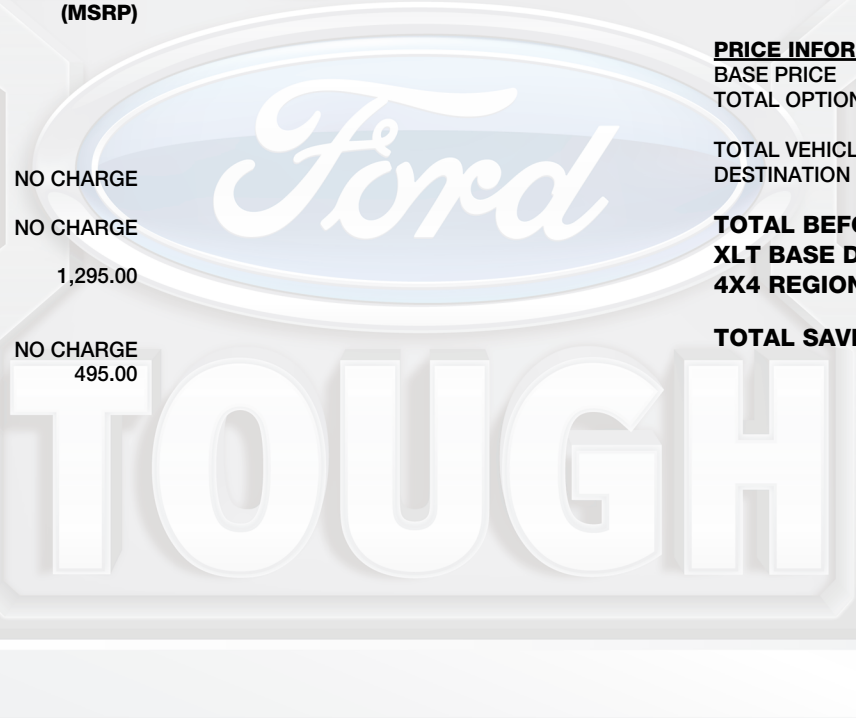 (MSRP)
NO CHARGE
NO CHARGE
1,295.00
NO CHARGE
495.00
PRICE INFOR
BASE PRICE
TOTAL OPTION
TOTAL VEHICL
DESTINATION
TOTAL BEFO
XLT BASE D
4X4 REGION
TOTAL SAVI
Ford
TOUGH